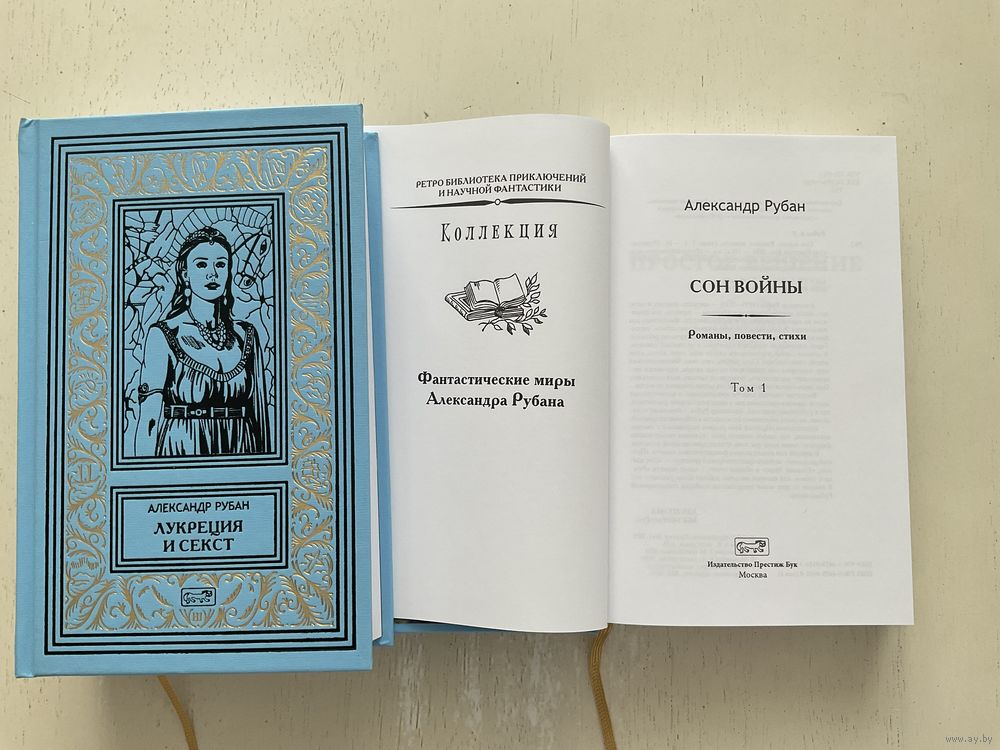 АЛЕКСАНДР РУБАН
ЛУКРЕЦИЯ
И СЕКСТ
РЕТРО БИБЛИОТЕКА ПРИКЛЮЧЕНИЙ
И НАУЧНОЙ ФАНТАСТИКИ
КОЛЛЕКЦИЯ
Фантастические миры
Александра Рубана
Александр Рубан
СОН ВОЙНЫ
Романы, повести, стихи
Том 1
Издательство Престиж Бук
Москва
www.ay.by